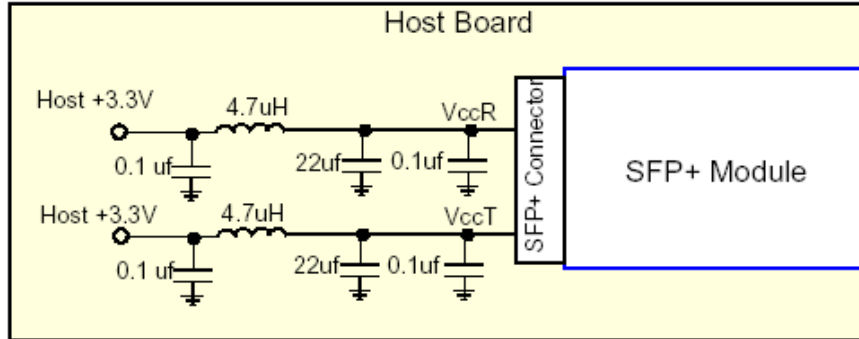 Host Board
Host +3.3V
4.7uH
VccR
0.1 uf
22uf
0.1uf
SFP+ Connector
SFP+ Module
Host +3.3V
4.7uH
VccT
0.1 uf
22uf
0.1uf